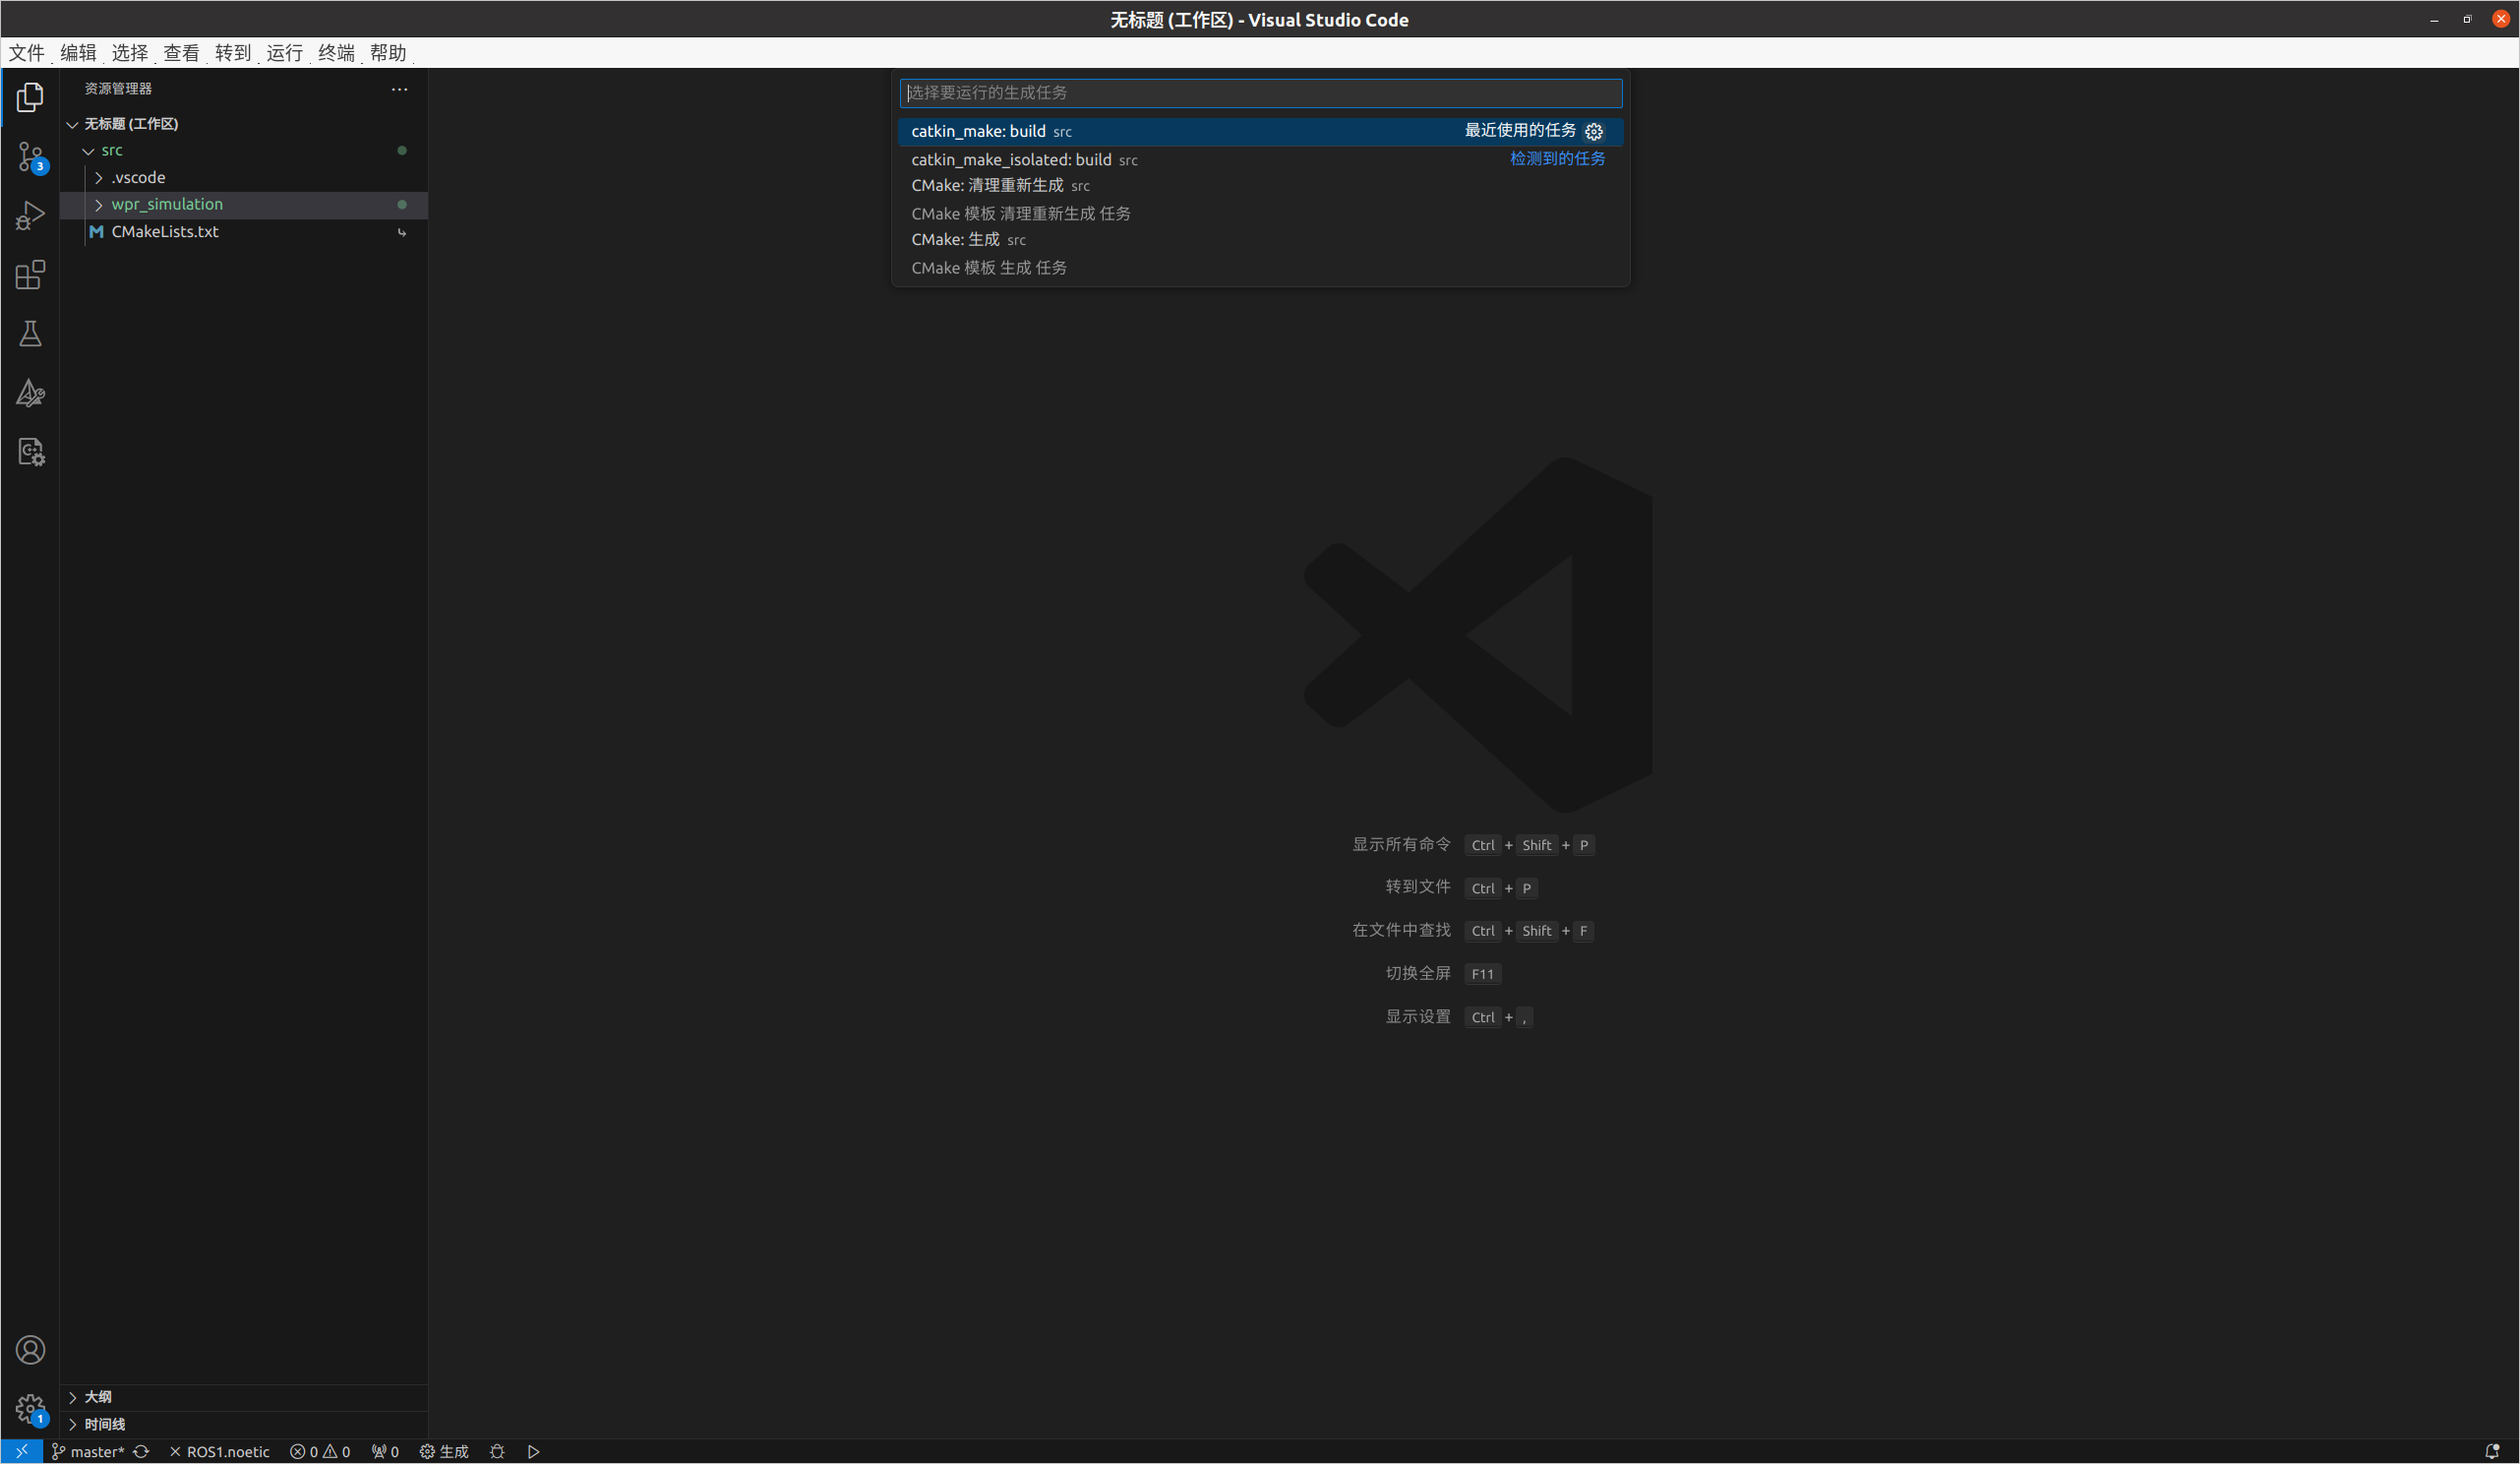 无标题 (工作区) - Visual Studio Code
文件 编辑 选择 查看 转到 运行 终端 帮助
资源管理器
无标题 (工作区)
src
.vscode
wpr_simulation
CMakeLists.txt
选择要运行的生成任务
catkin_make: build src 最近使用的任务
catkin_make_isolated: build src 检测到的任务
CMake: 清理重新生成 src
CMake 模板 清理重新生成 任务
CMake: 生成 src
CMake 模板 生成 任务
显示所有命令 Ctrl + Shift + P
转到文件 Ctrl + P
在文件中查找 Ctrl + Shift + F
切换全屏 F11
显示设置 Ctrl + ,
3
1
大纲
时间线
master* ROS1.noetic 0 0 0 生成